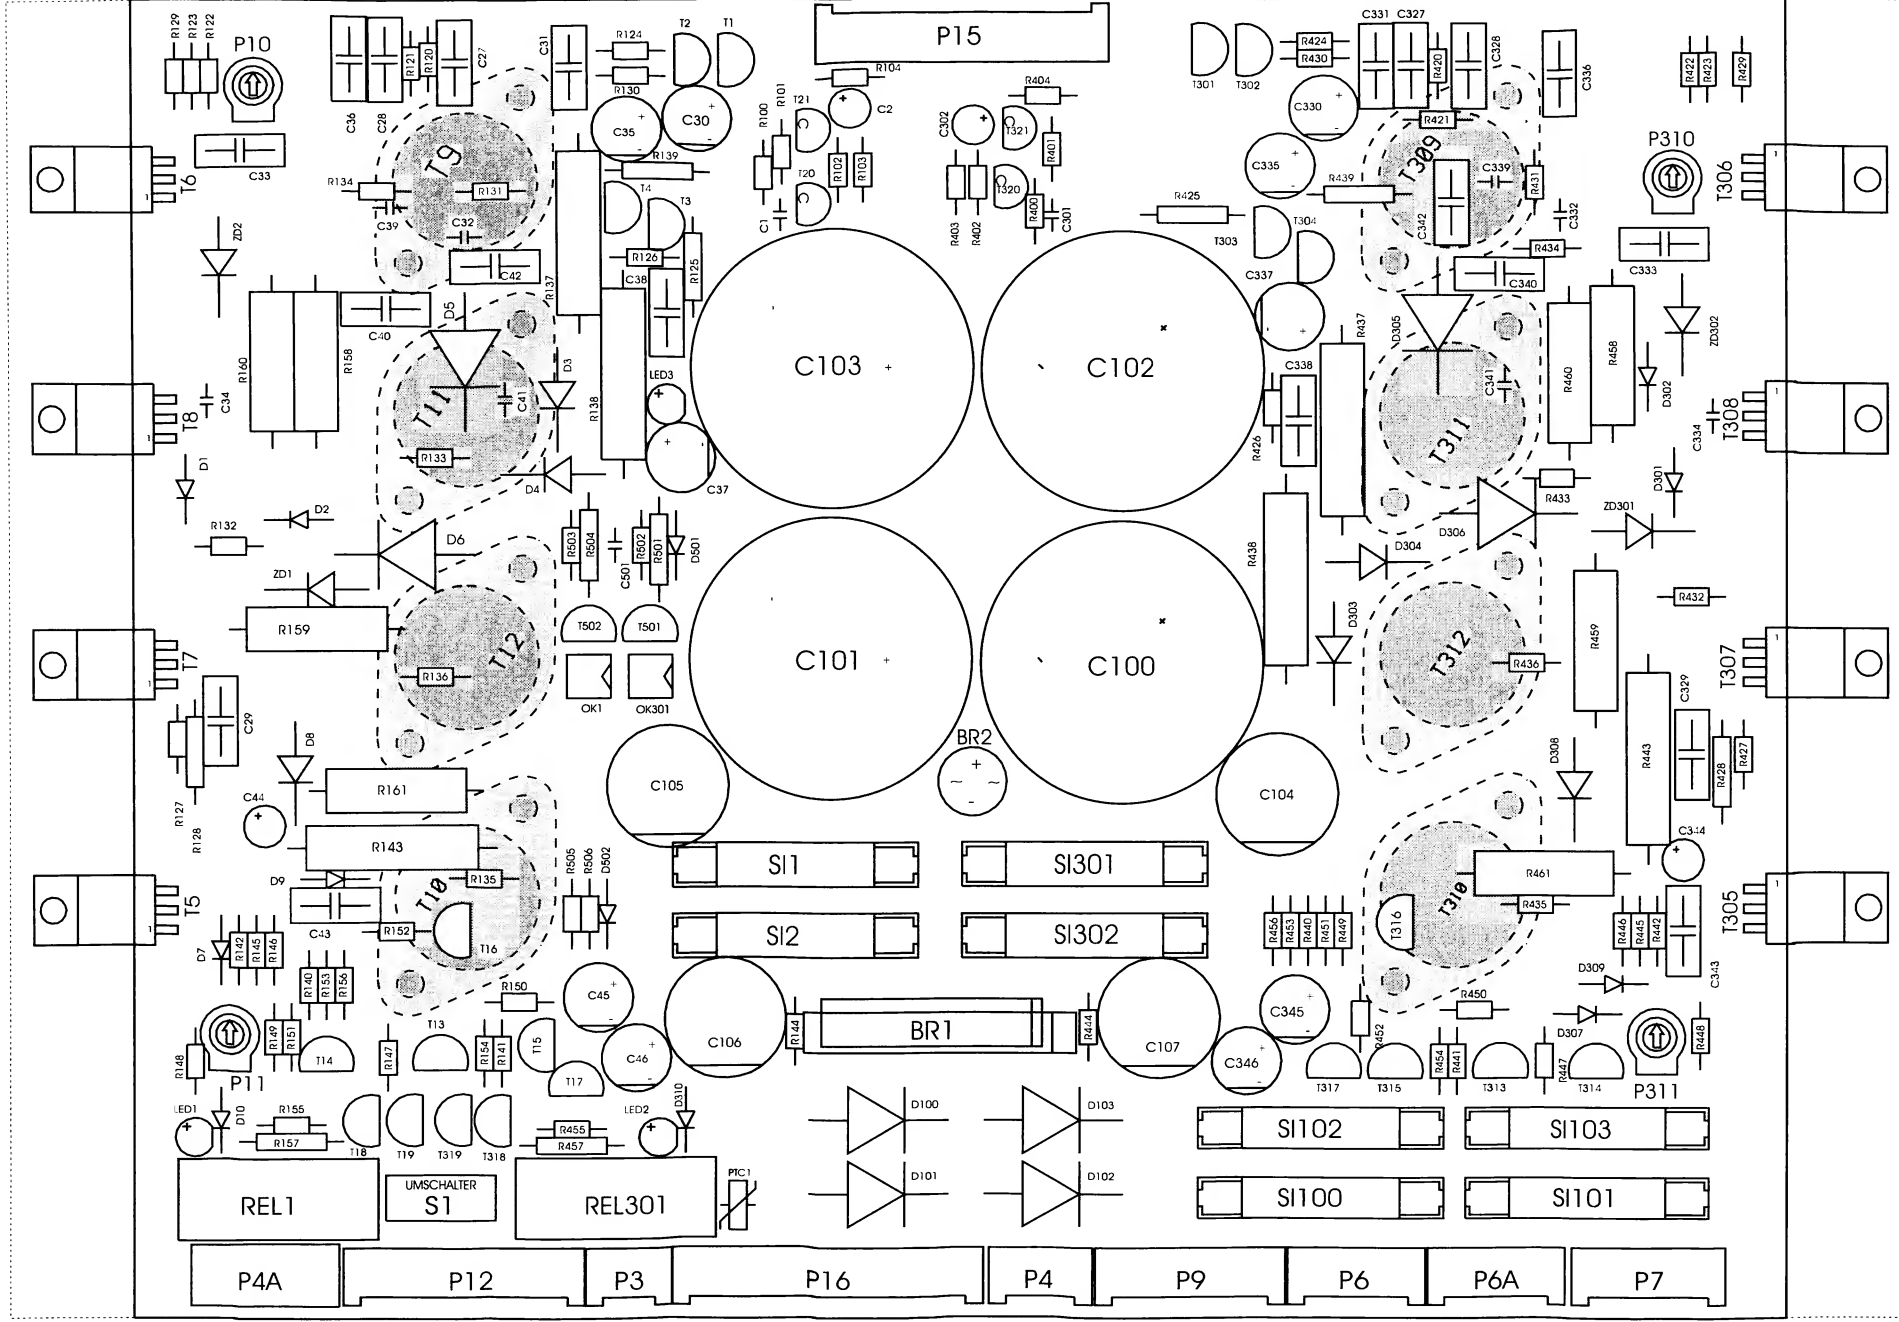 R129
R123
R122
P10
C36
C28
R121
R120
C27
C31
R124
R130
T2
T1
P15
R104
R101
R100
T21
C2
C302
R404
T321
R401
T301
T302
R424
R430
C331
C327
R420
C328
C336
R422
R423
R429
C35
+
-
C30
+
-
R139
T9
R134
R131
C39
C32
C42
C33
T6
1
ZD2
T4
T3
R126
R125
C38
R137
C1
T20
R102
R103
R403
R402
T320
R400
C301
R425
C330
+
-
C335
+
-
R439
T303
T304
C337
+
-
R421
T309
C339
R431
C342
C332
R434
C340
C333
P310
T306
1
ZD302
R160
R158
C40
D5
T11
C41
D3
R133
D4
R138
LED3
+
C37
+
-
C103
+
C102
R426
C338
R437
D305
C341
T311
R460
R458
D302
C334
T308
1
T8
1
C34
D1
D2
R132
D6
ZD1
R159
R503
R504
C501
R502
R501
D501
T502
T501
OK1
OK301
C101
+
C100
R438
D303
D304
D306
R433
ZD301
D301
R432
R459
T312
R436
T307
1
T7
1
T12
R136
C29
R127
R128
D8
C44
+
R161
R143
D9
C43
R135
T10
R152
T16
R505
R506
D502
C105
BR2
+
~
~
-
C104
SI1
SI301
SI2
SI302
D308
R443
C329
R428
R427
C344
+
R461
T310
T316
R435
R456
R453
R440
R451
R449
R446
R445
R442
C343
T305
1
T5
1
D7
R142
R145
R146
R140
R153
R156
R150
C45
+
-
C46
+
-
C106
R144
BR1
R444
C107
C345
+
-
C346
+
-
R452
R450
D309
D307
R448
P311
R148
P11
R149
R151
T14
R147
T13
R154
R141
T15
T17
T317
T315
R454
R441
T313
R447
T314
LED1
+
D10
R155
R157
T18
T19
T319
T318
R455
R457
LED2
+
D310
D100
D103
SI102
SI103
REL1
UMSCHALTER
S1
REL301
PTC1
D101
D102
SI100
SI101
P4A
P12
P3
P16
P4
P9
P6
P6A
P7